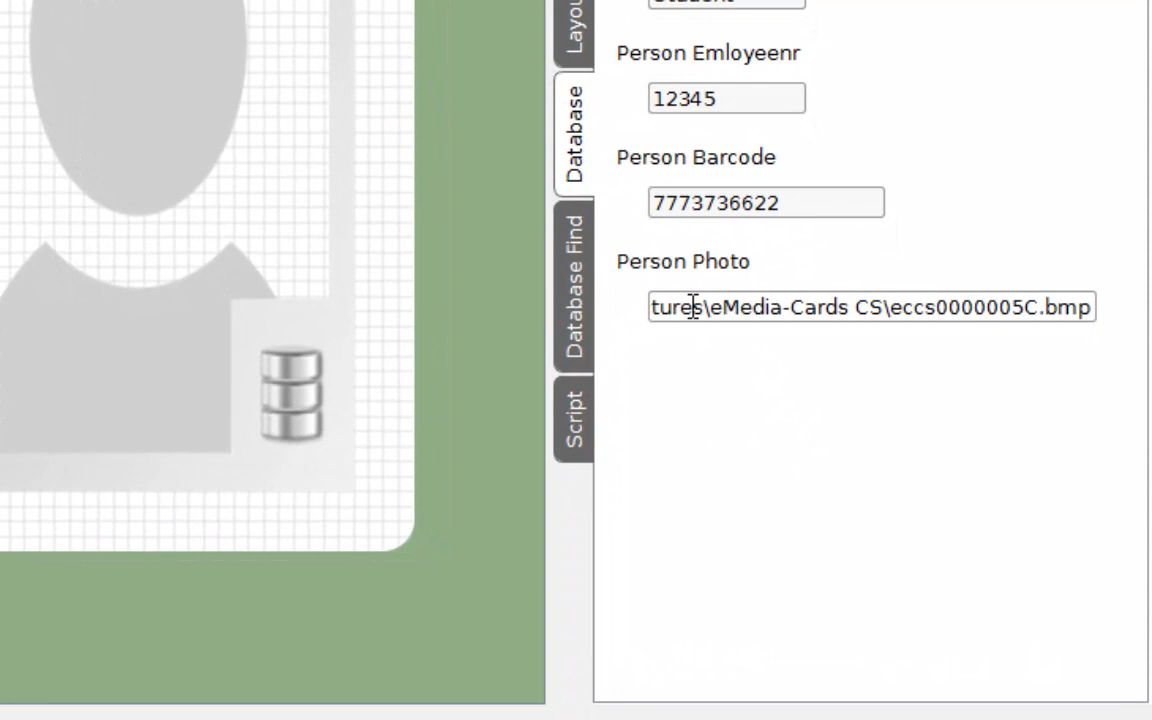 Student
Layou
Person Emloyeenr
12345
Database
Person Barcode
7773736622
Database Find
Person Photo
tures\eMedia-Cards CS\eccs0000005C.bmp
Script